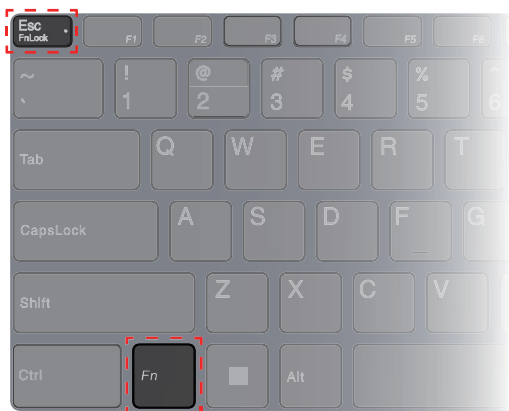 Esc
FnLock
F1
F2
F3
F4
F5
F6
~
`
!
1
@
2
#
3
$
4
%
5
^
6
Tab
Q
W
E
R
T
CapsLock
A
S
D
F
G
Shift
Z
X
C
V
Ctrl
Fn
Alt